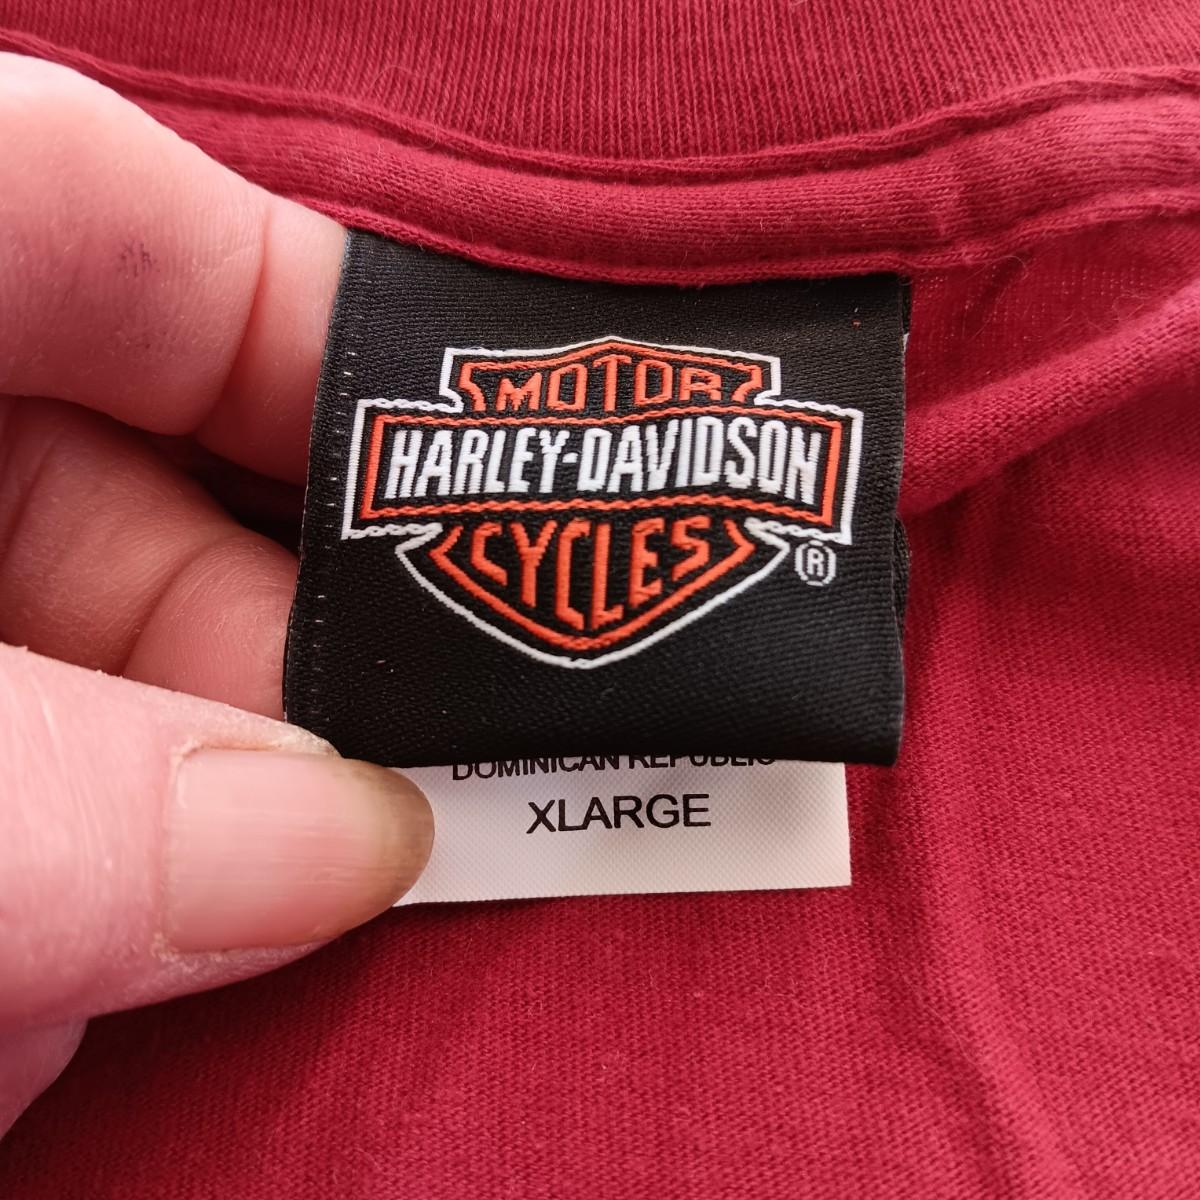 MOTOR
HARLEY-DAVIDSON
CYCLES
®
DOMINICAN REPUBLIC
XLARGE